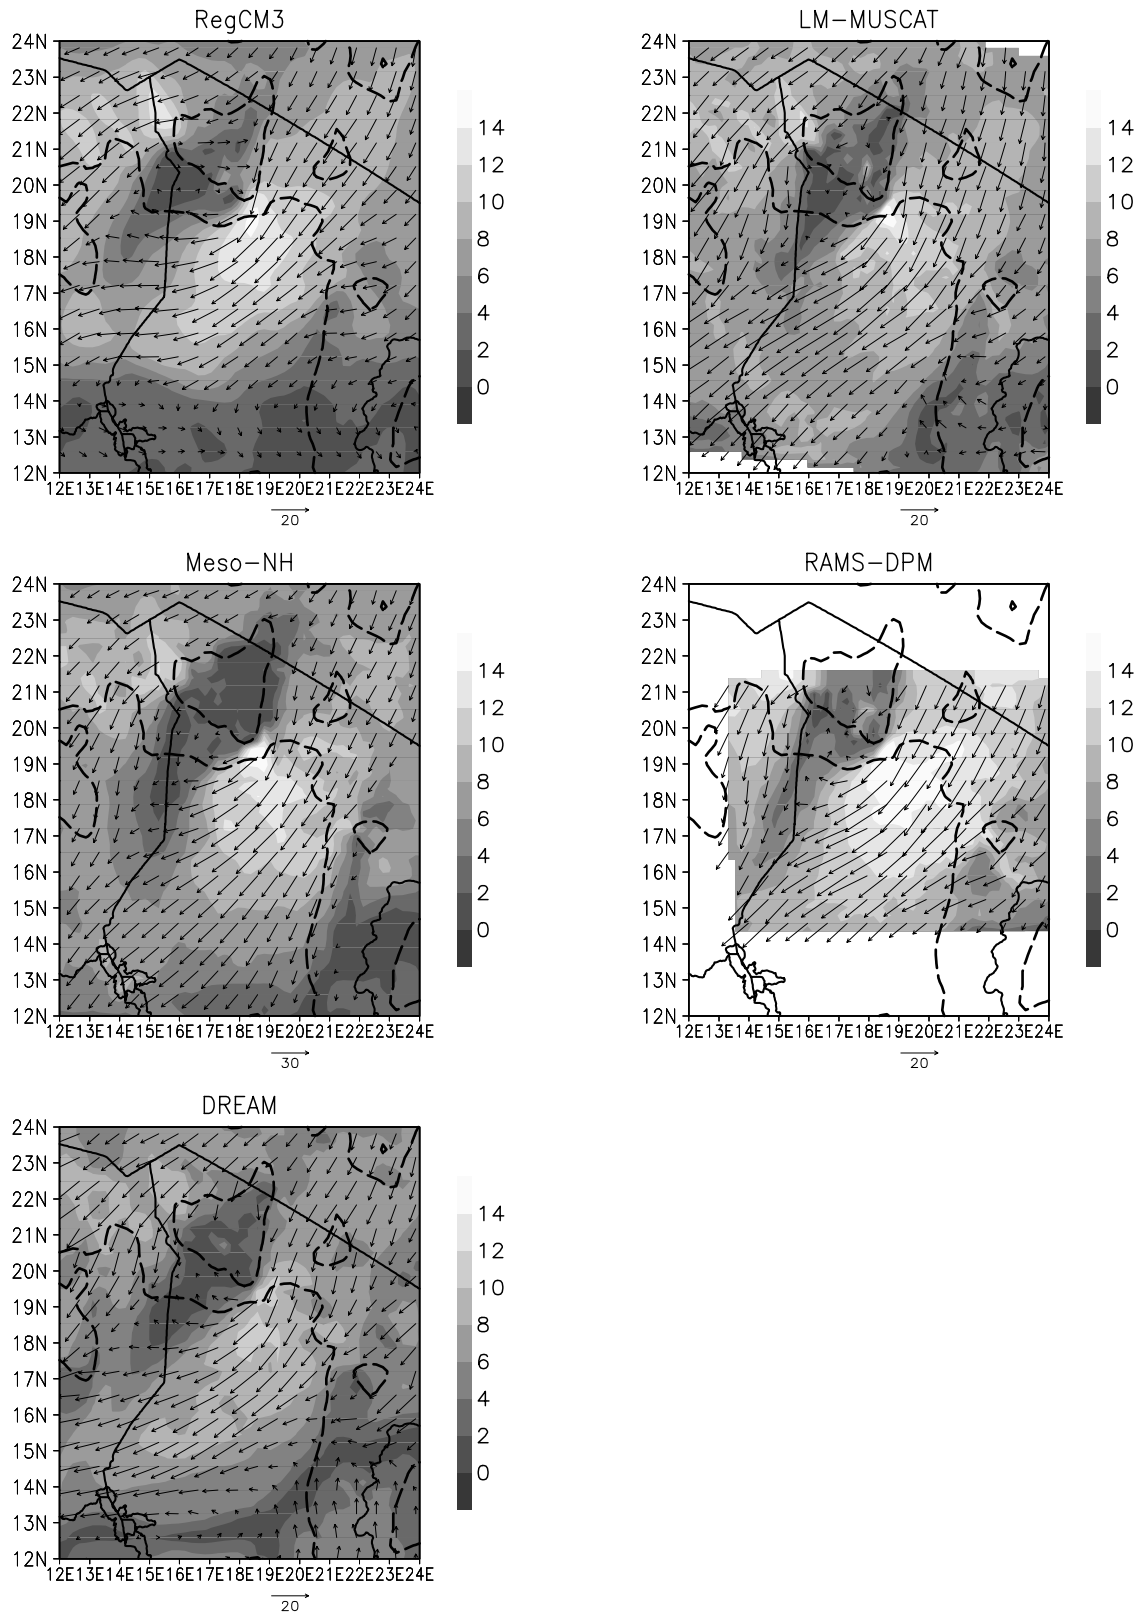 RegCM3
24N
23N
22N
21N
20N
19N
18N
17N
16N
15N
14N
13N
12N
12E13E14E15E16E17E18E19E20E21E22E23E24E
14
12
10
8
6
4
2
0
20
LM-MUSCAT
24N
23N
22N
21N
20N
19N
18N
17N
16N
15N
14N
13N
12N
12E13E14E15E16E17E18E19E20E21E22E23E24E
14
12
10
8
6
4
2
0
20
Meso-NH
24N
23N
22N
21N
20N
19N
18N
17N
16N
15N
14N
13N
12N
12E13E14E15E16E17E18E19E20E21E22E23E24E
14
12
10
8
6
4
2
0
30
RAMS-DPM
24N
23N
22N
21N
20N
19N
18N
17N
16N
15N
14N
13N
12N
12E13E14E15E16E17E18E19E20E21E22E23E24E
14
12
10
8
6
4
2
0
20
DREAM
24N
23N
22N
21N
20N
19N
18N
17N
16N
15N
14N
13N
12N
12E13E14E15E16E17E18E19E20E21E22E23E24E
14
12
10
8
6
4
2
0
20